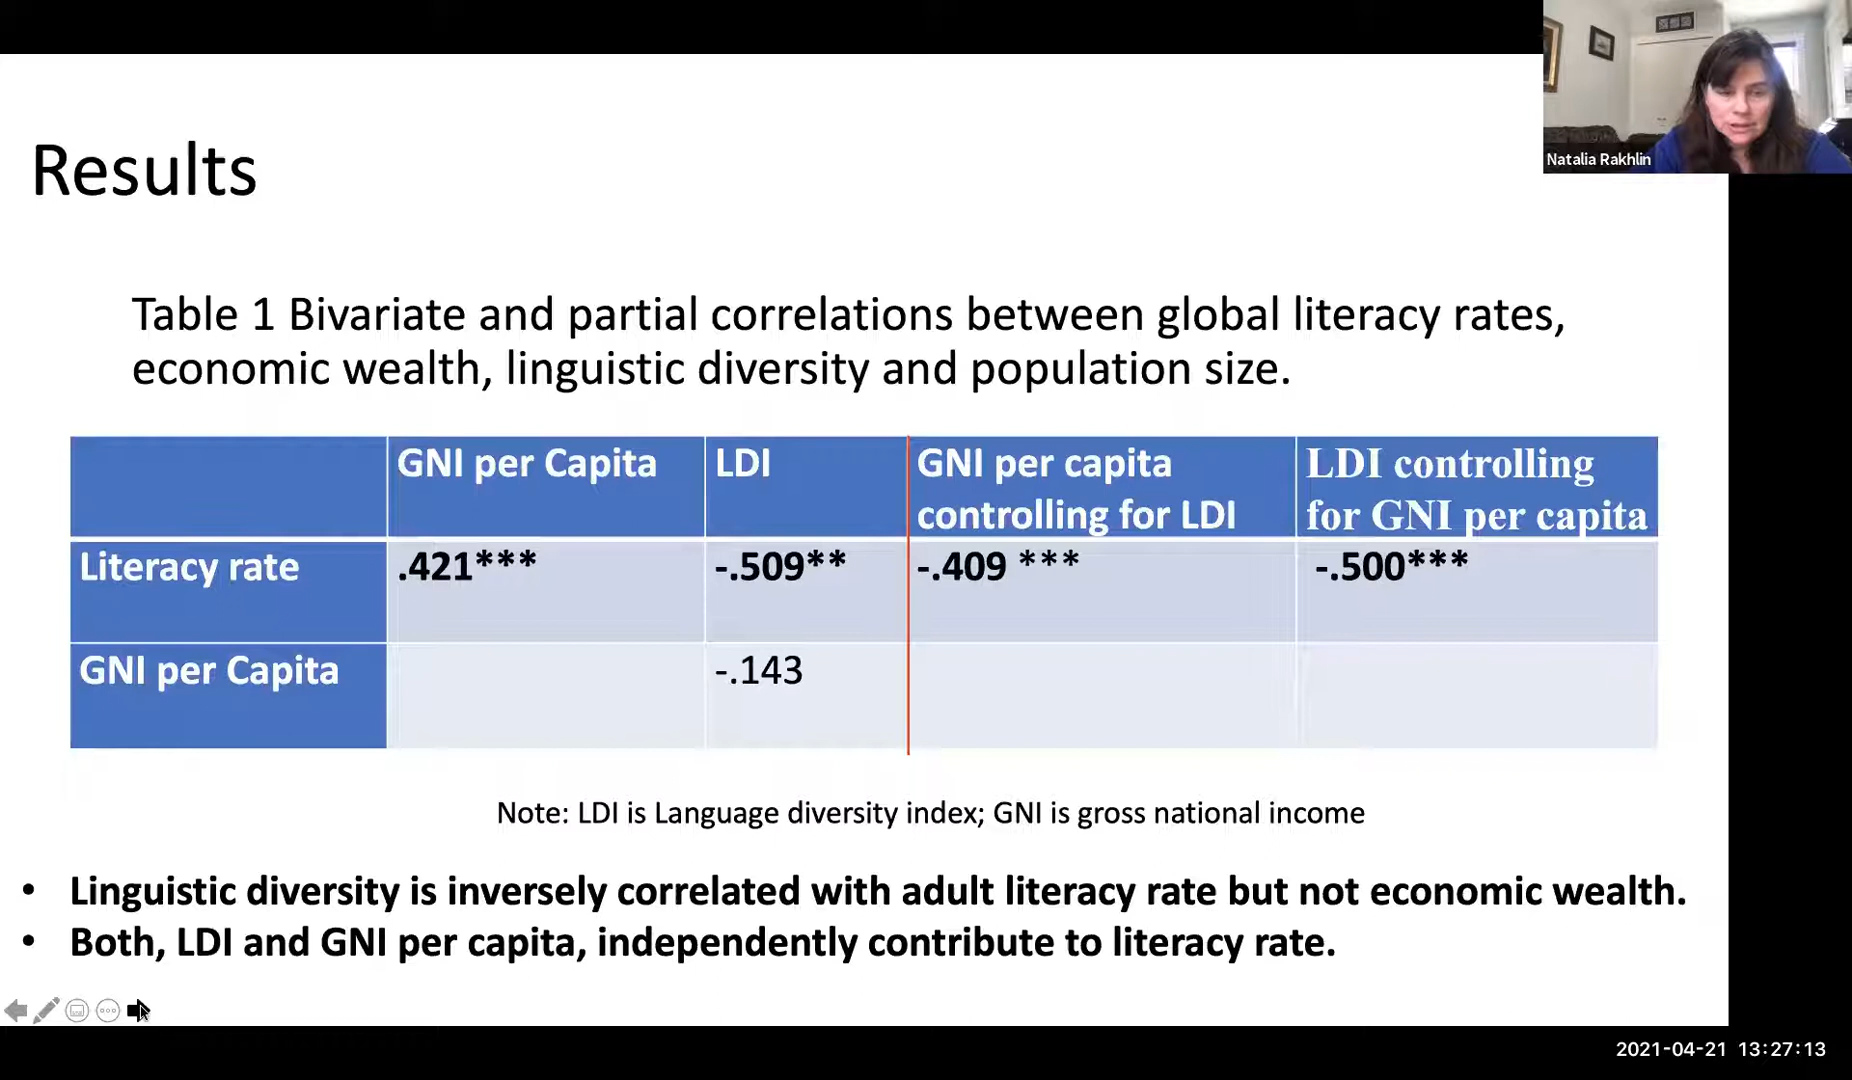 Results
Natalia Rakhlin
Table 1 Bivariate and partial correlations between global literacy rates,
economic wealth, linguistic diversity and population size.
GNI per Capita LDI GNI per capita controlling for LDI LDI controlling for GNI per capita
Literacy rate .421*** -.509** -.409 *** -.500***
GNI per Capita -.143
Note: LDI is Language diversity index; GNI is gross national income
• Linguistic diversity is inversely correlated with adult literacy rate but not economic wealth.
• Both, LDI and GNI per capita, independently contribute to literacy rate.
2021-04-21 13:27:13